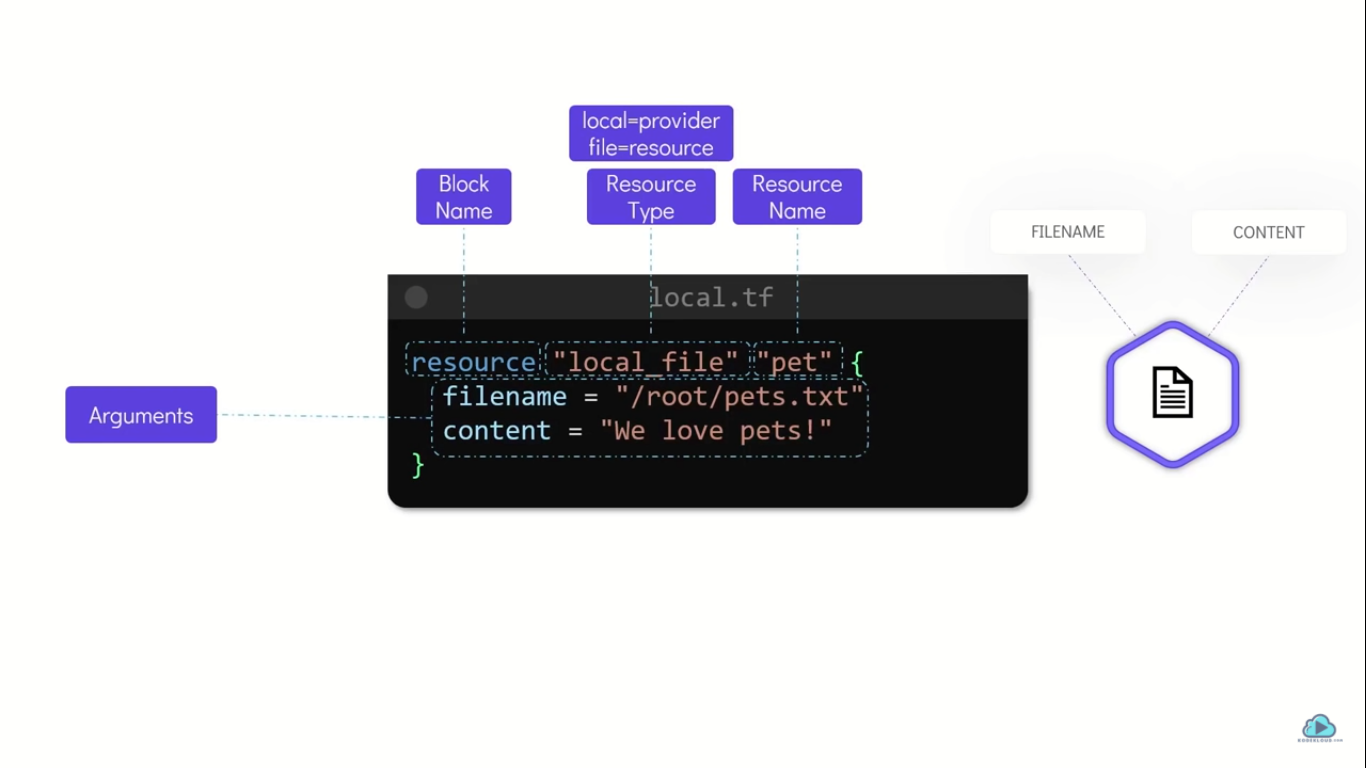 local=provider
file=resource
Block
Name
Resource
Type
Resource
Name
FILENAME
CONTENT
local.tf
resource "local_file" "pet" {
filename = "/root/pets.txt"
content = "We love pets!"
}
Arguments